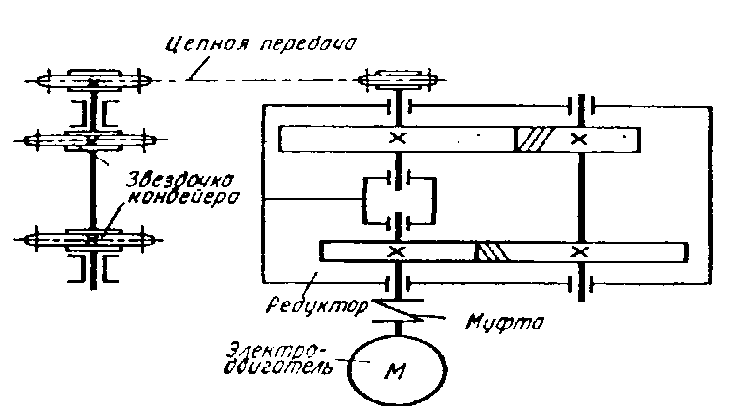 Цепная передача
Звездочка
конвейера
Редуктор
Муфта
Электро-
двигатель
М